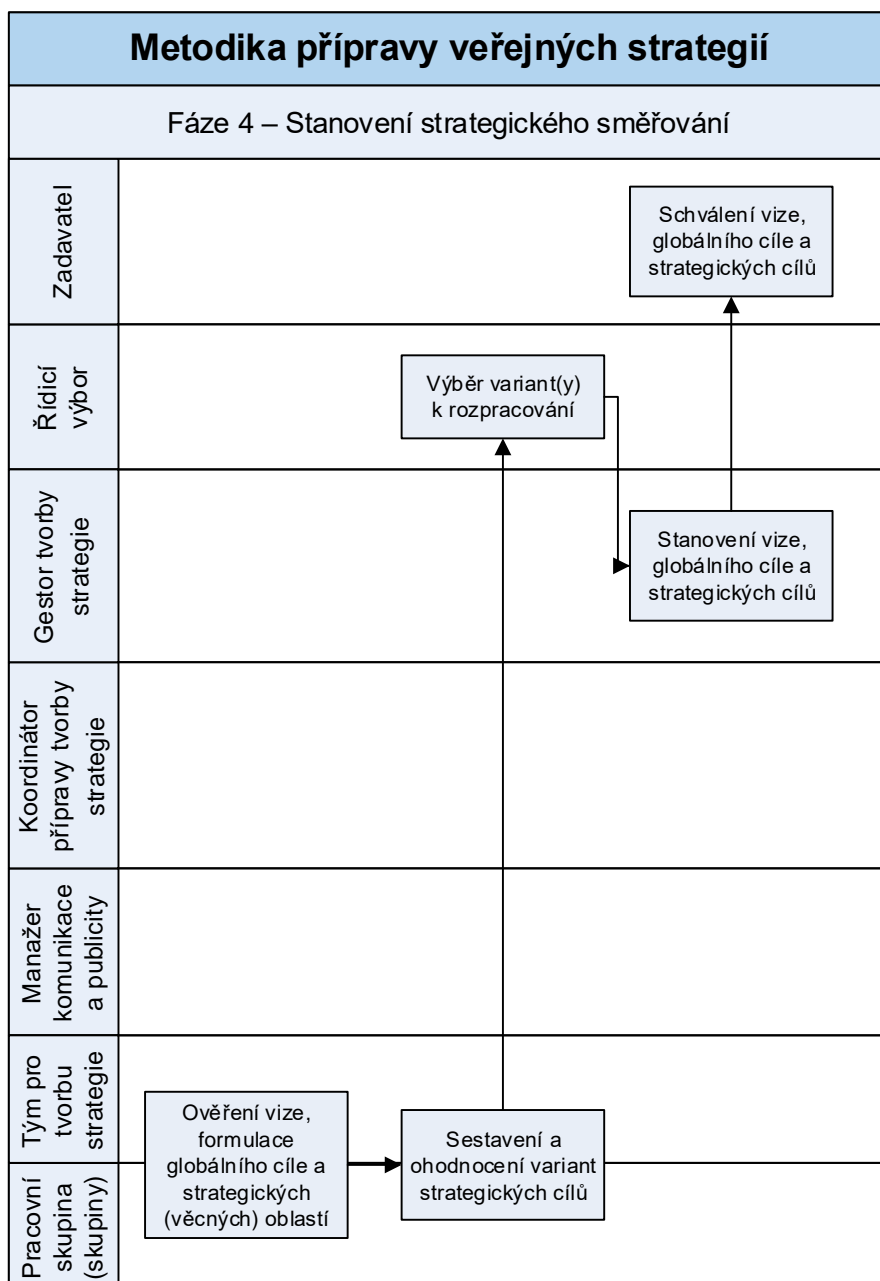 Metodika přípravy veřejných strategií
Fáze 4 – Stanovení strategického směřování
Zadavatel
Schválení vize,
globálního cíle a
strategických cílů
Řídicí
výbor
Výběr variant(y)
k rozpracování
Gestor tvorby
strategie
Stanovení vize,
globálního cíle a
strategických cílů
Koordinátor
přípravy tvorby
strategie
Manažer
komunikace
a publicity
Tým pro
tvorbu
strategie
Ověření vize,
formulace
globálního cíle a
strategických
(věcných) oblastí
Sestavení a
ohodnocení variant
strategických cílů
Pracovní
skupina
(skupiny)